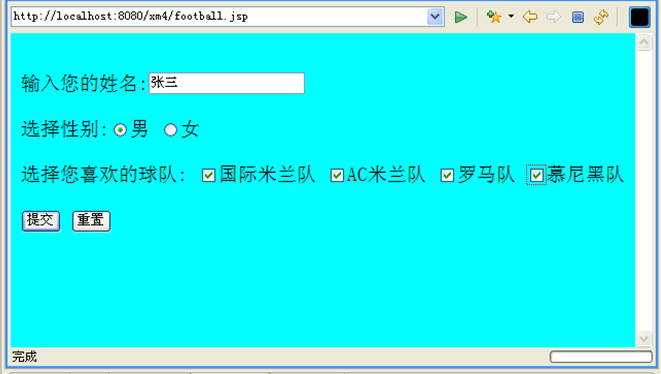 http://localhost:8080/xm4/football.jsp
输入您的姓名:张三
选择性别: 男 女
选择您喜欢的球队: 国际米兰队 AC米兰队 罗马队 慕尼黑队
提交 重置
完成